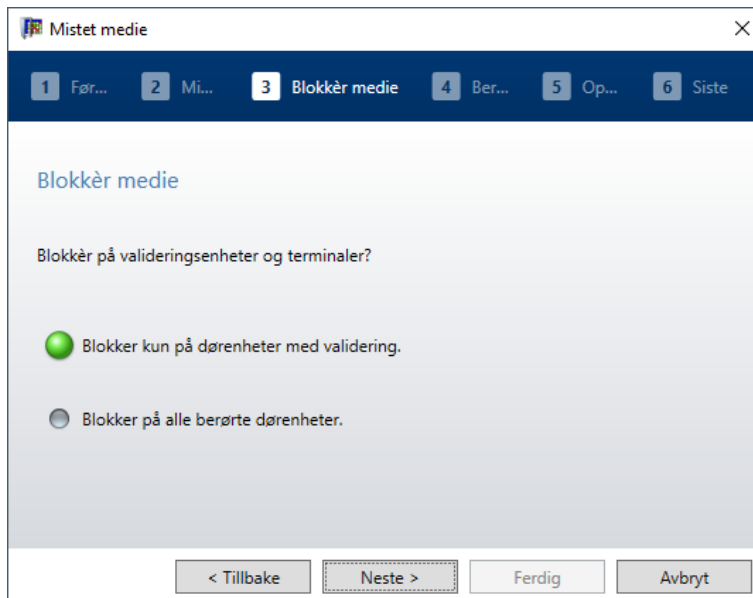 Mistet medie
1 Før... 2 Mi... 3 Blokkèr medie 4 Ber... 5 Op... 6 Siste
Blokkèr medie
Blokkèr på valideringsenheter og terminaler?
Blokker kun på dørenheter med validering.
Blokker på alle berørte dørenheter.
< Tillbake Neste > Ferdig Avbryt